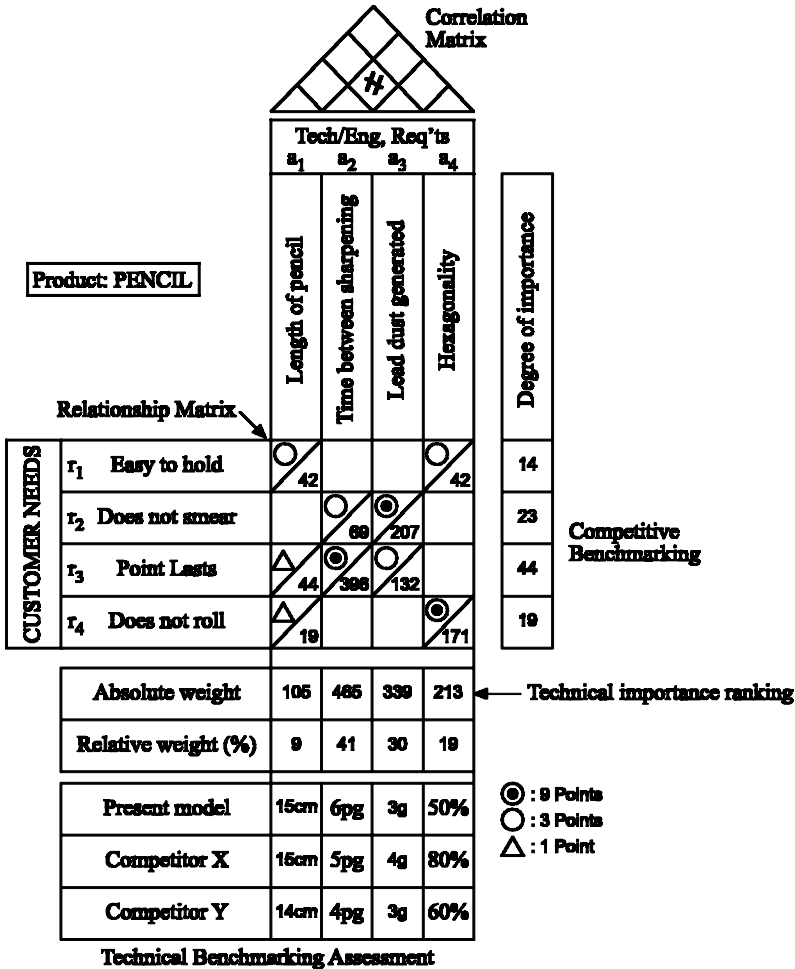 Correlation
Matrix
#
Tech/Eng, Req'ts
a1 a2 a3 a4
Length of pencil
Time between sharpening
Lead dust generated
Hexagonality
Degree of importance
Product: PENCIL
Relationship Matrix
CUSTOMER NEEDS
r1 Easy to hold 42 42 14
r2 Does not smear 69 207 23
r3 Point Lasts 44 396 132 44
r4 Does not roll 19 171 19
Competitive
Benchmarking
Absolute weight 105 465 339 213
Technical importance ranking
Relative weight (%) 9 41 30 19
Present model 15cm 6pg 3g 50%
Competitor X 15cm 5pg 4g 80%
Competitor Y 14cm 4pg 3g 60%
: 9 Points
: 3 Points
: 1 Point
Technical Benchmarking Assessment